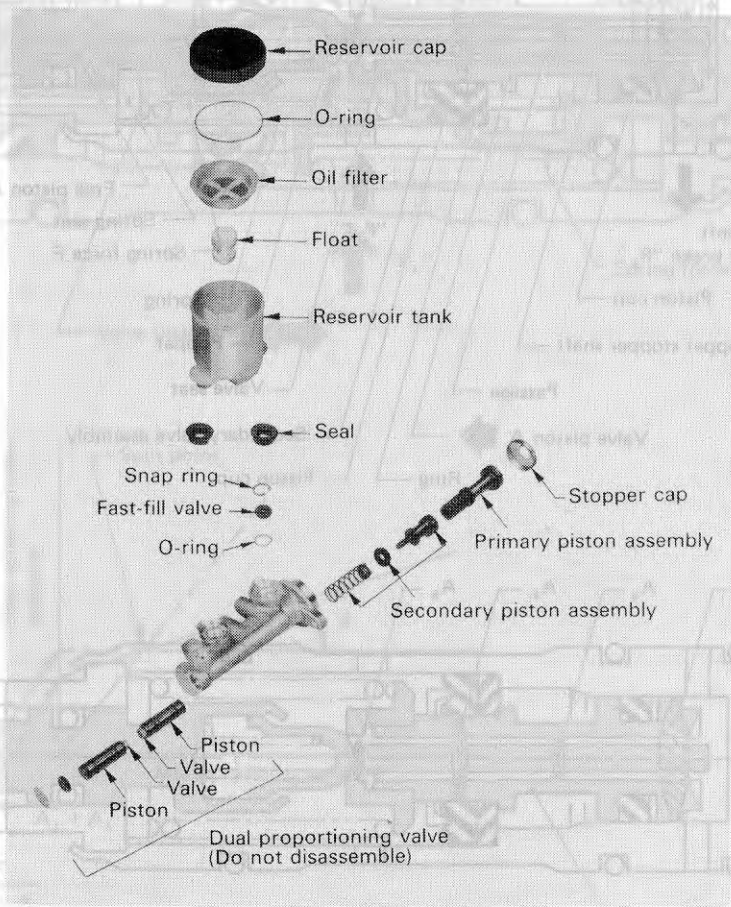 Reservoir cap
O-ring
Oil filter
Float
Reservoir tank
Seal
Snap ring
Fast-fill valve
O-ring
Stopper cap
Primary piston assembly
Secondary piston assembly
Piston
Valve
Valve
Piston
Dual proportioning valve
(Do not disassemble)